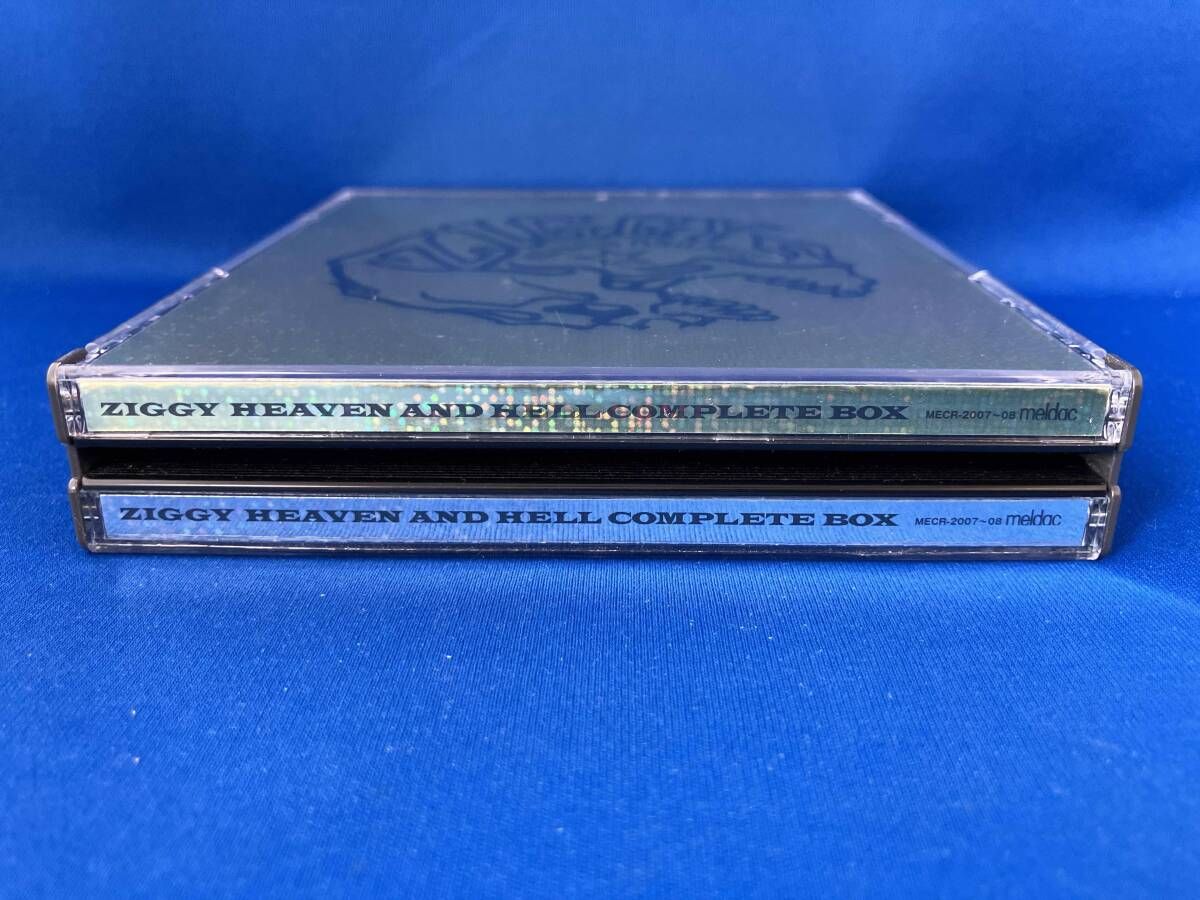 ZIGGY HEAVEN AND HELL COMPLETE BOX MECR-2007~08 meldac
ZIGGY HEAVEN AND HELL COMPLETE BOX MECR-2007~08 meldac